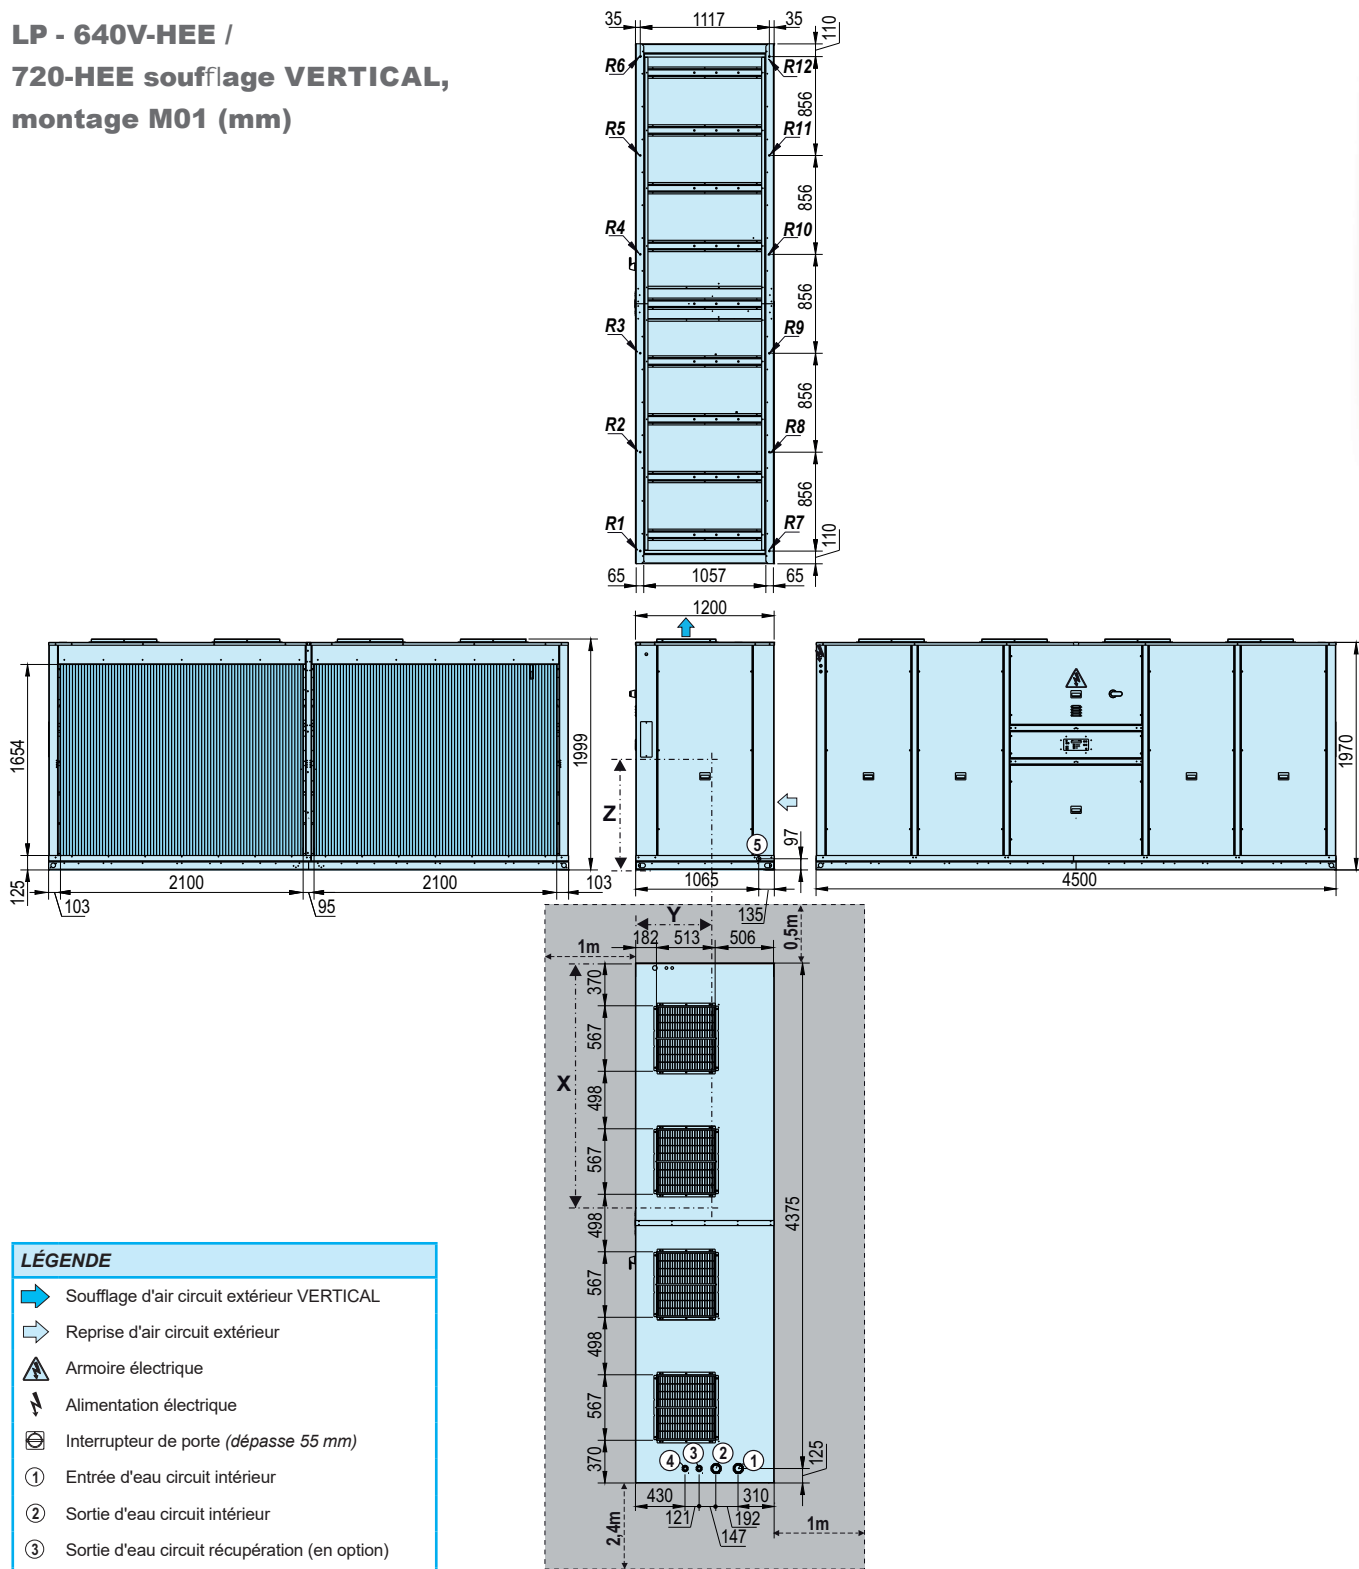 LP - 640V-HEE /
720-HEE soufflage VERTICAL,
montage M01 (mm)
35 1117 35
110
R6 R12
856
R5 R11
856
R4 R10
856
R3 R9
856
R2 R8
856
R1 R7
110
65 1057 65
1200
1654
1999
125
2100 2100
103 95 103
Z
5
97
1065
135
1970
4500
Y
182 513 506
1m
0,5m
370
567
X
498
567
498
4375
567
498
567
370
4 3 2 1
125
430 310
121 192
147
1m
2,4m
LÉGENDE
Soufflage d'air circuit extérieur VERTICAL
Reprise d'air circuit extérieur
Armoire électrique
Alimentation électrique
Interrupteur de porte (dépasse 55 mm)
1 Entrée d'eau circuit intérieur
2 Sortie d'eau circuit intérieur
3 Sortie d'eau circuit récupération (en option)